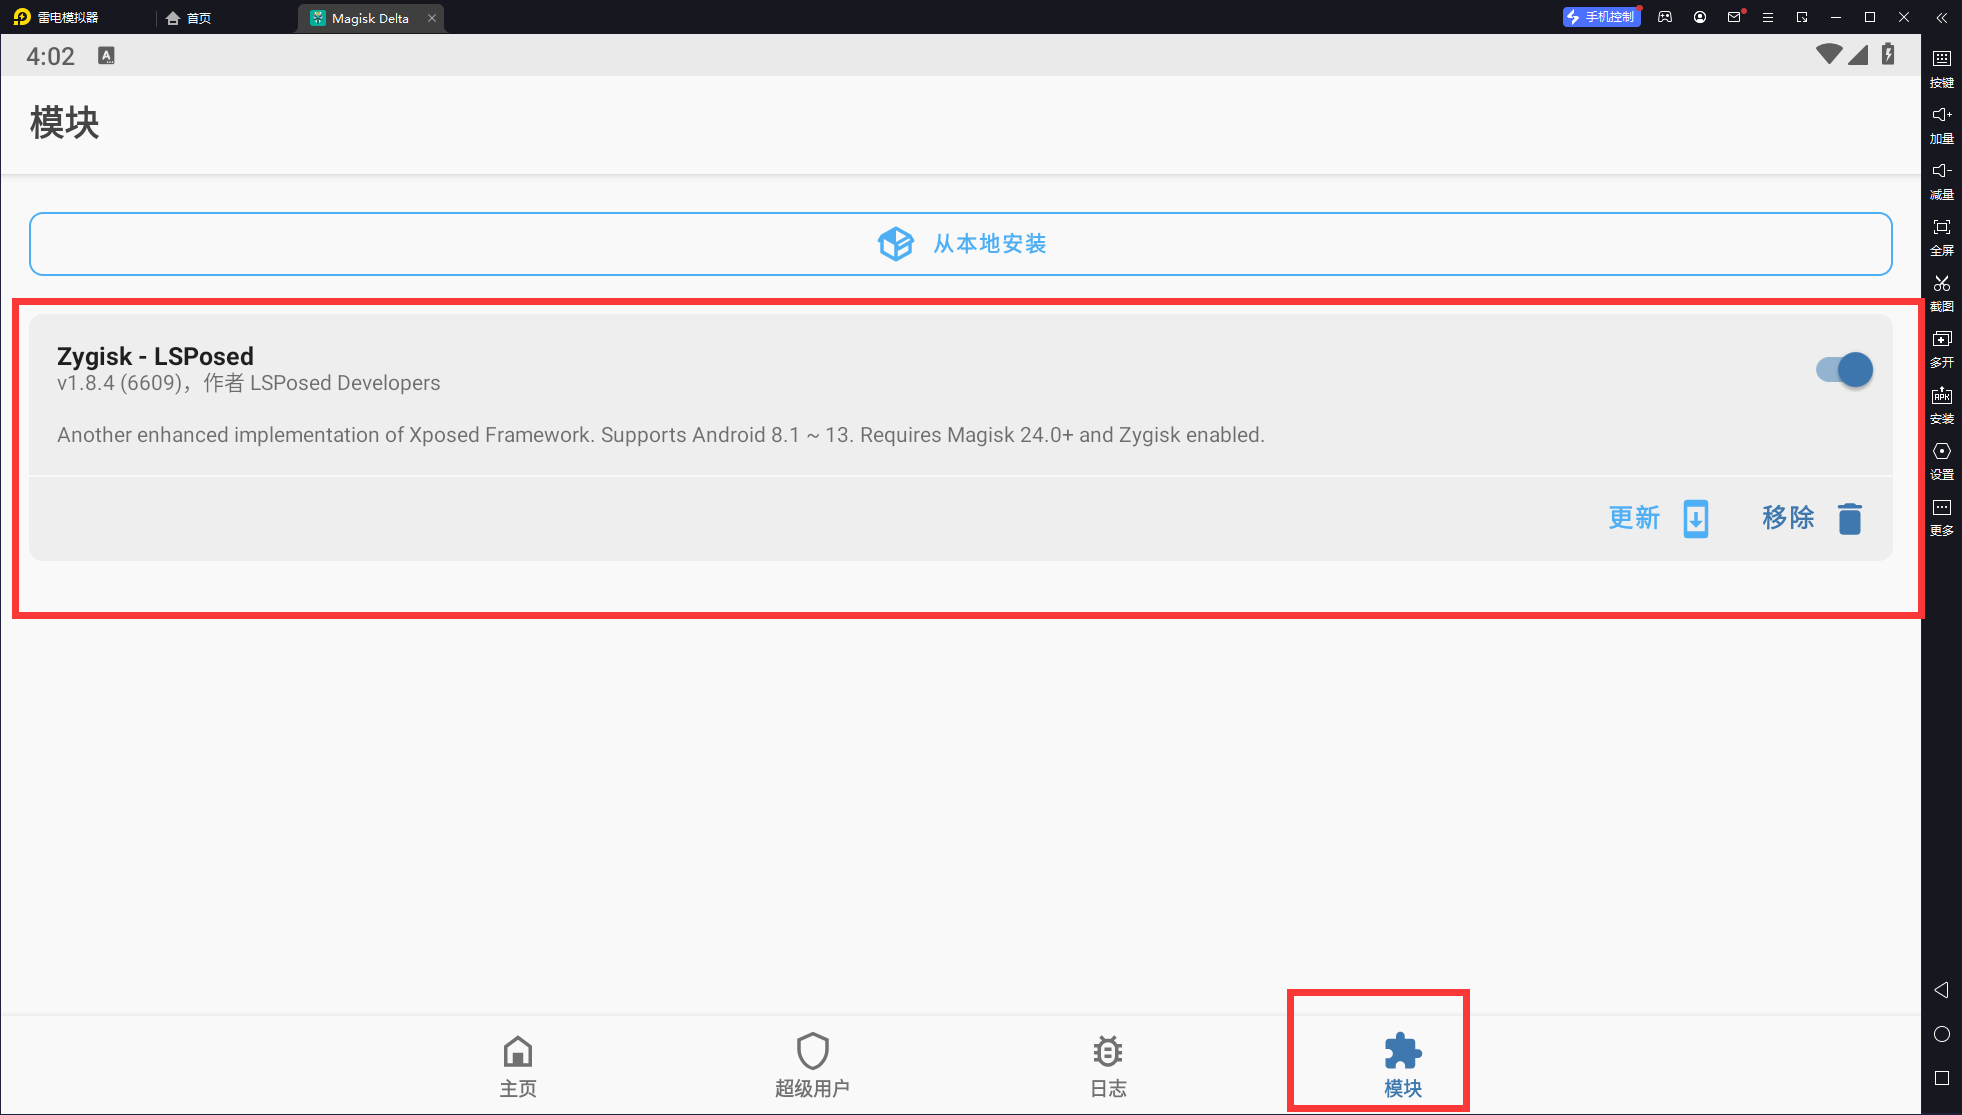 雷电模拟器
首页
Magisk Delta
手机控制
4:02
A
模块
从本地安装
Zygisk - LSPosed
v1.8.4 (6609)，作者 LSPosed Developers
Another enhanced implementation of Xposed Framework. Supports Android 8.1 ~ 13. Requires Magisk 24.0+ and Zygisk enabled.
更新
移除
主页
超级用户
日志
模块
按键
加量
减量
全屏
截图
多开
APK
安装
设置
更多